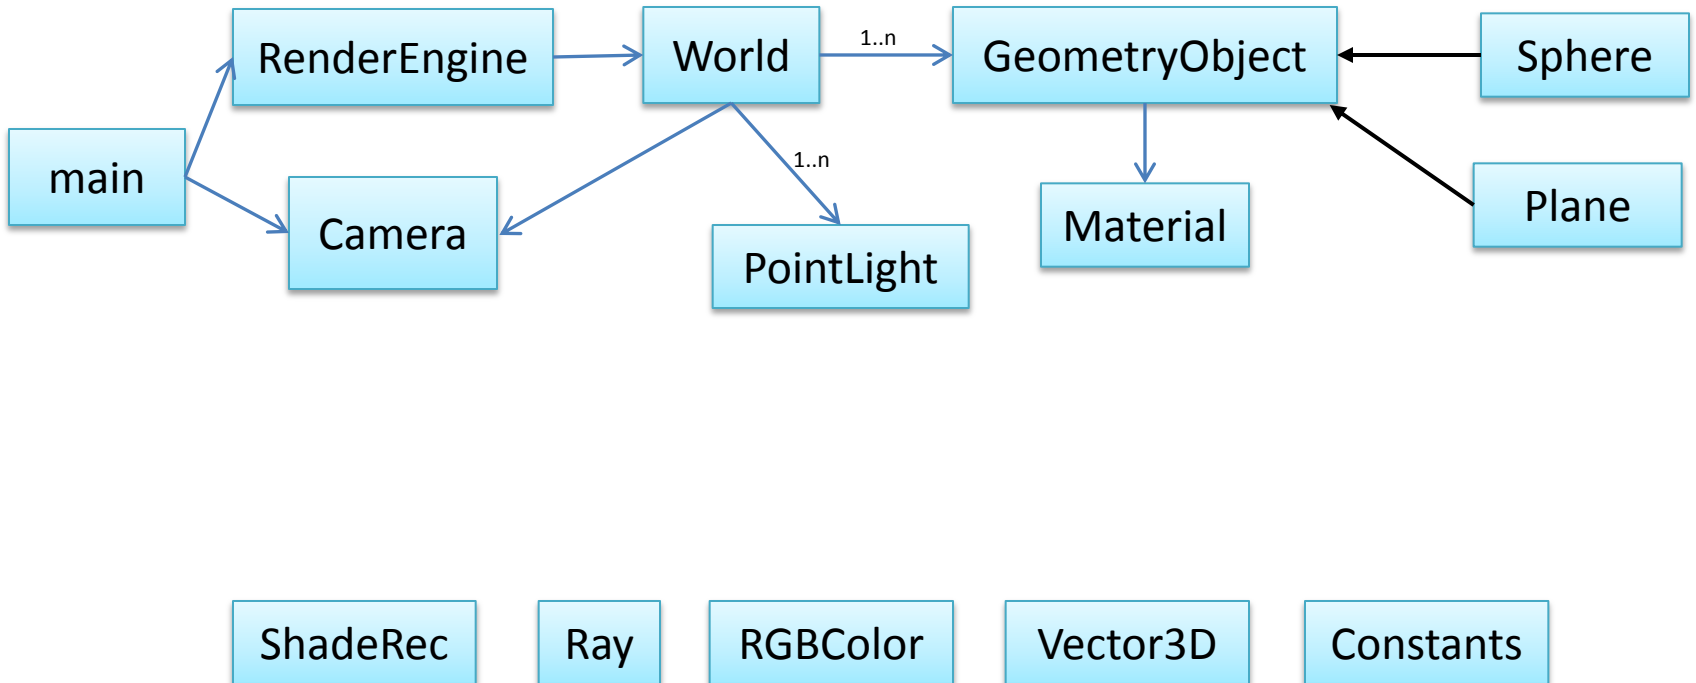 RenderEngine
World
1..n
GeometryObject
Sphere
main
Camera
1..n
PointLight
Material
Plane
ShadeRec
Ray
RGBColor
Vector3D
Constants